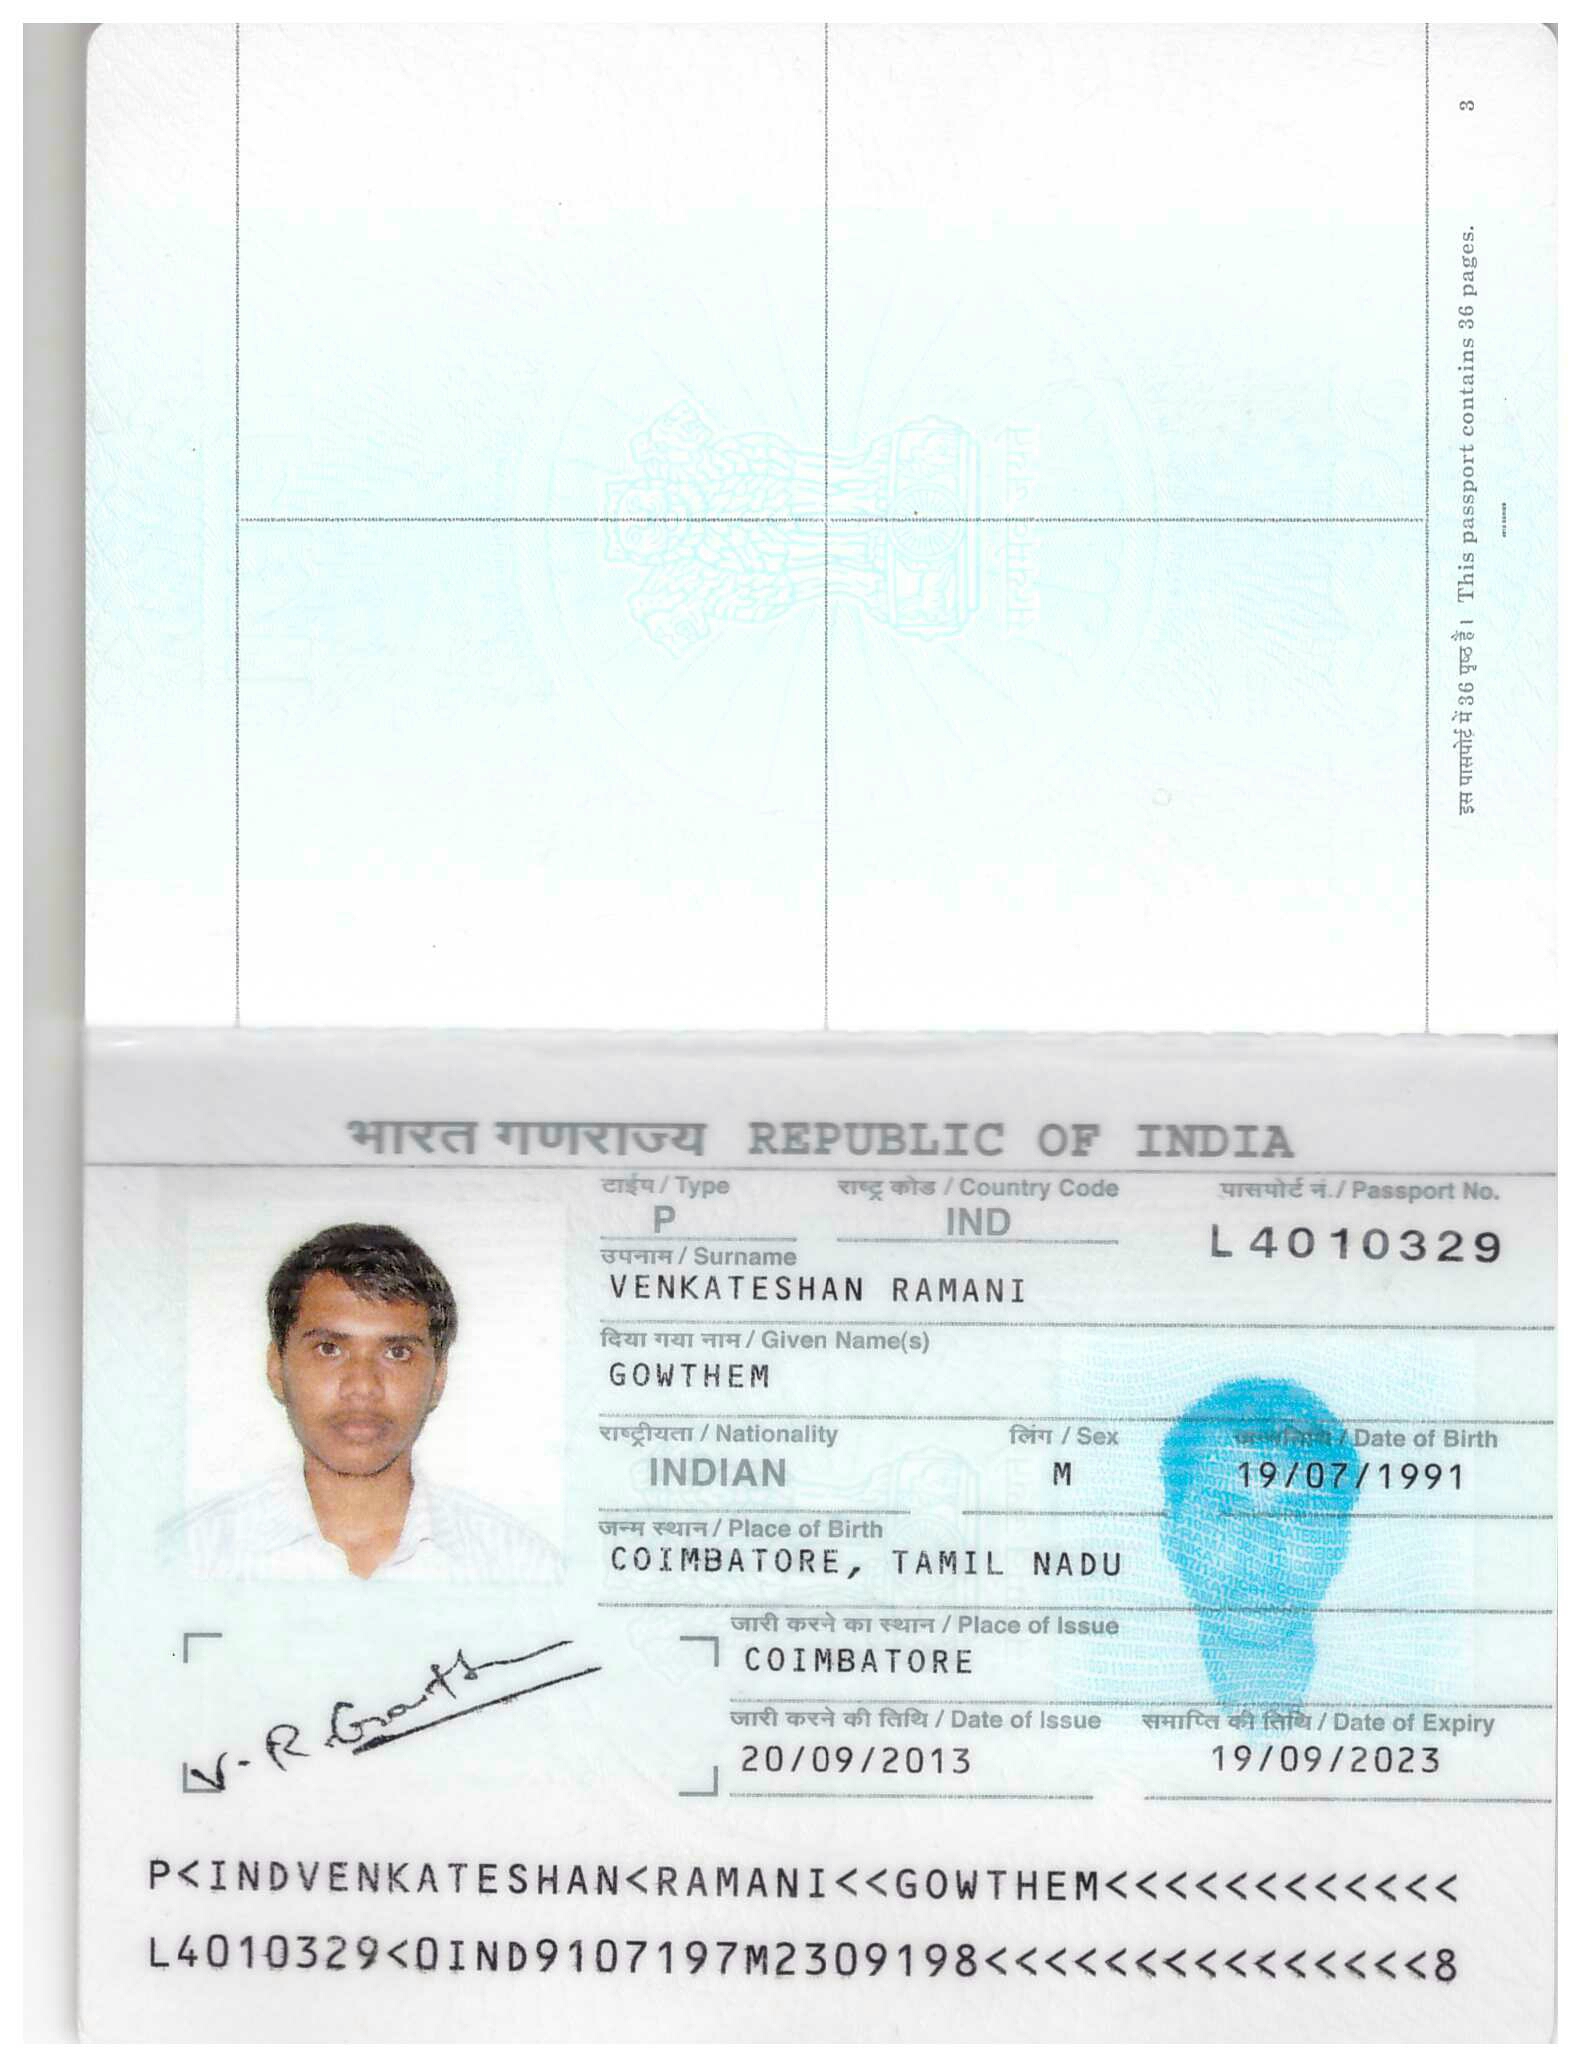 3
इस पासपोर्ट में 36 पृष्ठ हैं। This passport contains 36 pages.
भारत गणराज्य REPUBLIC OF INDIA
टाईप / Type राष्ट्र कोड / Country Code पासपोर्ट नं. / Passport No.
P IND L4010329
उपनाम / Surname
VENKATESHAN RAMANI
दिया गया नाम / Given Name(s)
GOWTHEM
राष्ट्रीयता / Nationality लिंग / Sex जन्मतिथि / Date of Birth
INDIAN M 19/07/1991
जन्म स्थान / Place of Birth
COIMBATORE, TAMIL NADU
जारी करने का स्थान / Place of Issue
COIMBATORE
जारी करने की तिथि / Date of Issue समाप्ति की तिथि / Date of Expiry
20/09/2013 19/09/2023
P<INDVENKATESHAN<RAMANI<<GOWTHEM<<<<<<<<<<<<
L4010329<0IND9107197M2309198<<<<<<<<<<<<<<<8